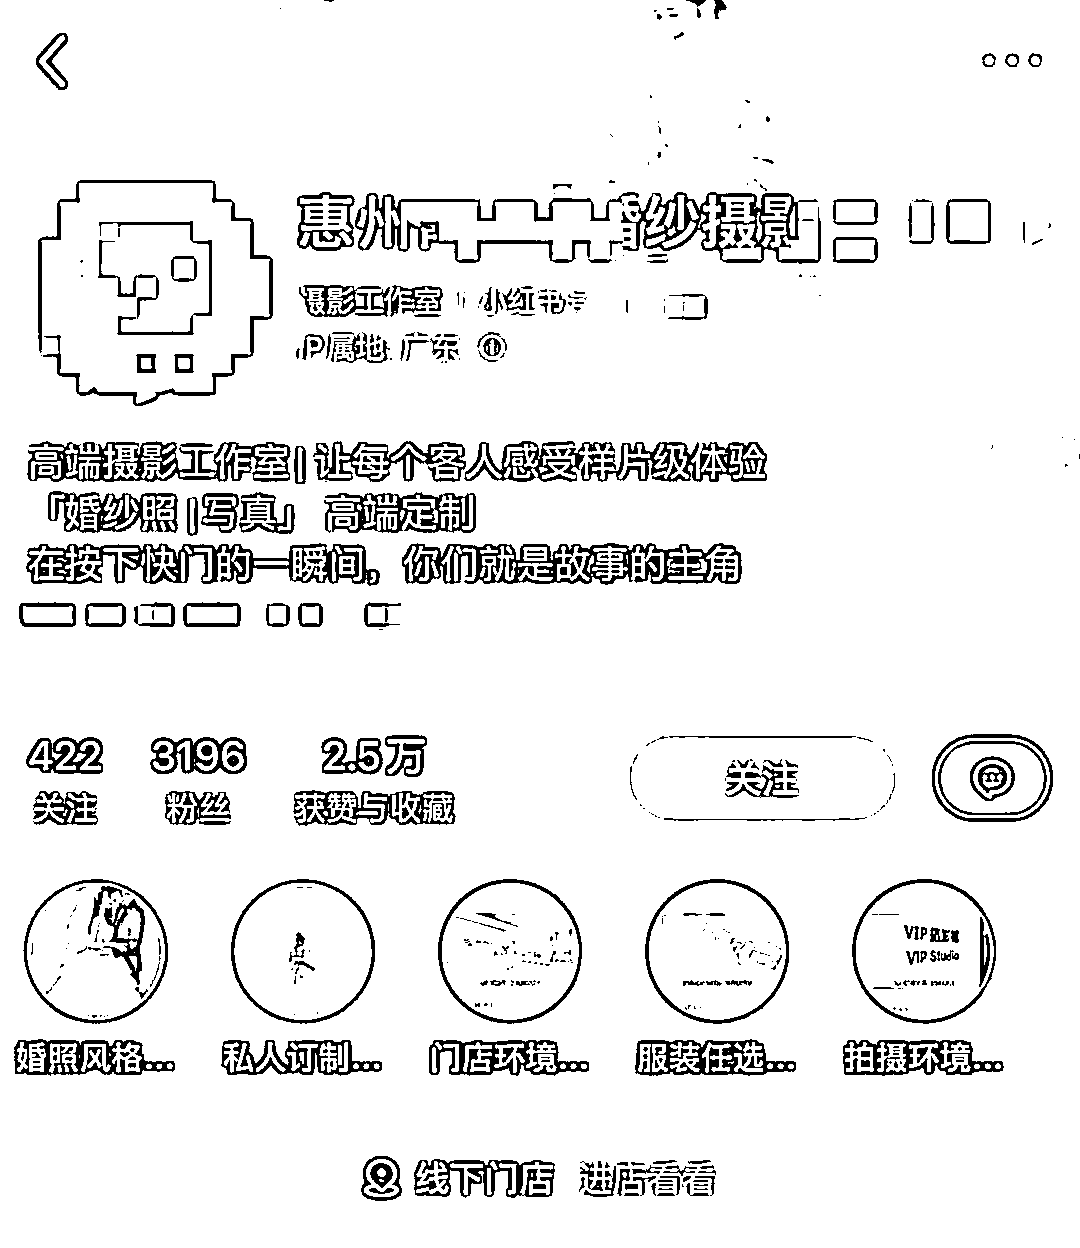 惠州 婚纱摄影
摄影工作室 小红书号
IP属地 广东
高端摄影工作室| 让每个客人感受样片级体验
「婚纱照 | 写真」 高端定制
在按下快门的一瞬间，你们就是故事的主角
422 3196 2.5万
关注 粉丝 获赞与收藏
关注
VIP
VIP Studio
婚照风格... 私人订制... 门店环境... 服装任选... 拍摄环境...
线下门店 进店看看